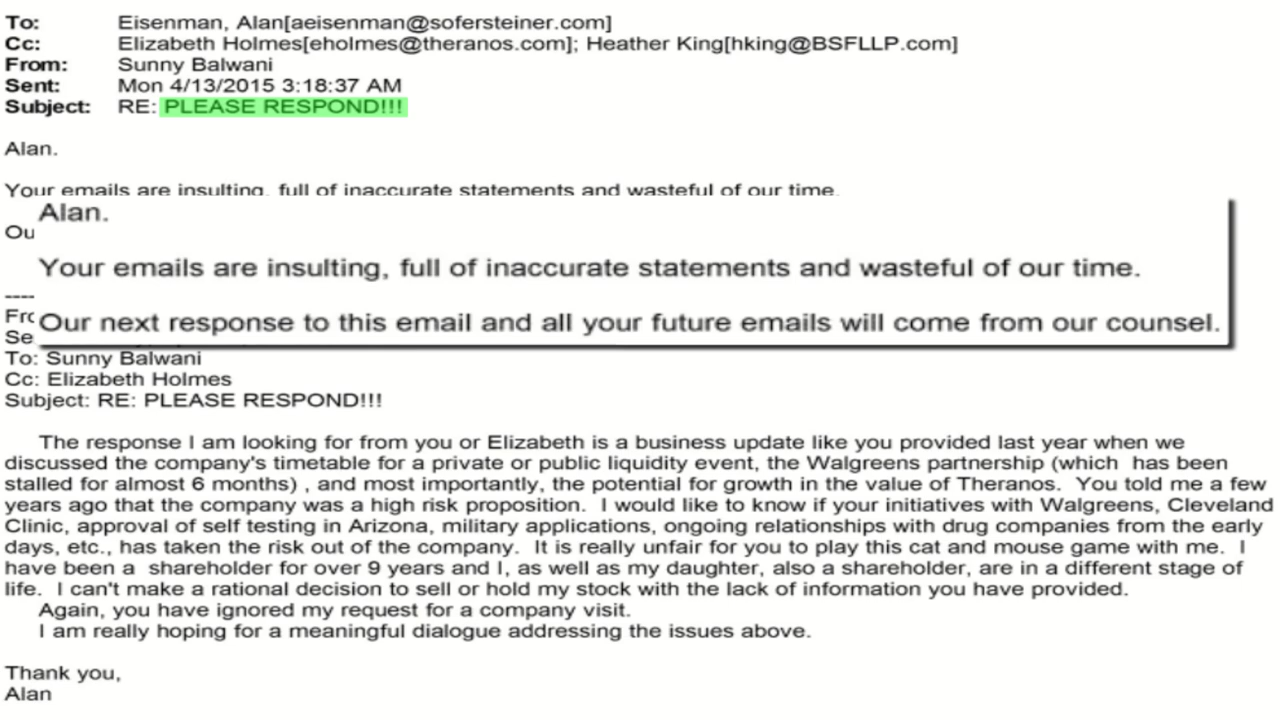 To: Eisenman, Alan[aeisenman@sofersteiner.com]
Cc: Elizabeth Holmes[eholmes@theranos.com]; Heather King[hking@BSFLLP.com]
From: Sunny Balwani
Sent: Mon 4/13/2015 3:18:37 AM
Subject: RE: PLEASE RESPOND!!!
Alan.
Your emails are insulting, full of inaccurate statements and wasteful of our time.
Alan.
Your emails are insulting, full of inaccurate statements and wasteful of our time.
----
Our next response to this email and all your future emails will come from our counsel.
To: Sunny Balwani
Cc: Elizabeth Holmes
Subject: RE: PLEASE RESPOND!!!
The response I am looking for from you or Elizabeth is a business update like you provided last year when we
discussed the company's timetable for a private or public liquidity event, the Walgreens partnership (which has been
stalled for almost 6 months) , and most importantly, the potential for growth in the value of Theranos. You told me a few
years ago that the company was a high risk proposition. I would like to know if your initiatives with Walgreens, Cleveland
Clinic, approval of self testing in Arizona, military applications, ongoing relationships with drug companies from the early
days, etc., has taken the risk out of the company. It is really unfair for you to play this cat and mouse game with me. I
have been a shareholder for over 9 years and I, as well as my daughter, also a shareholder, are in a different stage of
life. I can't make a rational decision to sell or hold my stock with the lack of information you have provided.
Again, you have ignored my request for a company visit.
I am really hoping for a meaningful dialogue addressing the issues above.
Thank you,
Alan